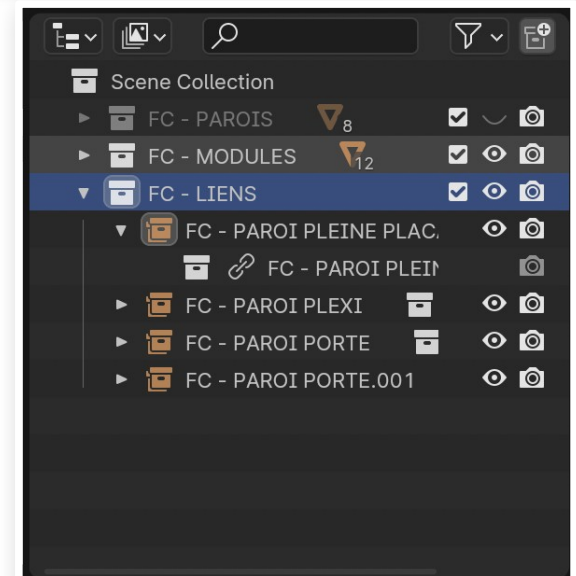 Scene Collection
FC - PAROIS 8
FC - MODULES 12
FC - LIENS
FC - PAROI PLEINE PLAC
FC - PAROI PLEIN
FC - PAROI PLEXI
FC - PAROI PORTE
FC - PAROI PORTE.001